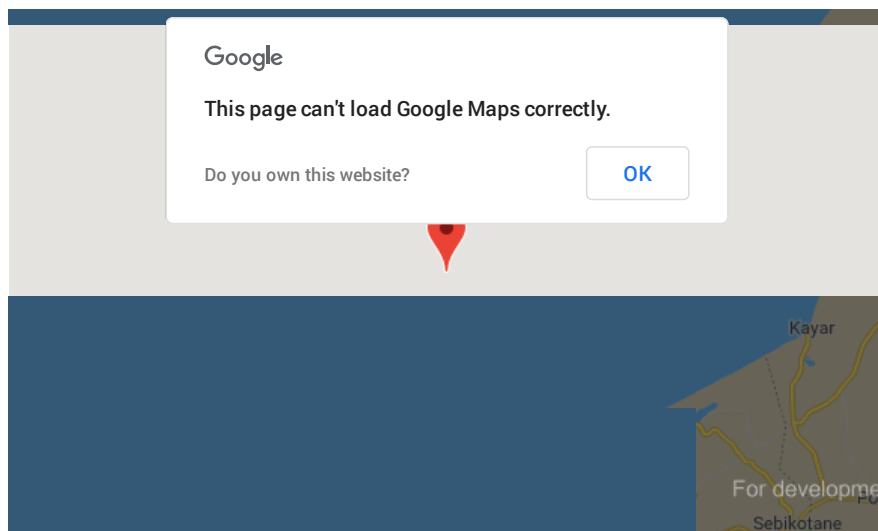 Google
This page can't load Google Maps correctly.
Do you own this website?
OK
Kayar
For developme
Sebikotane